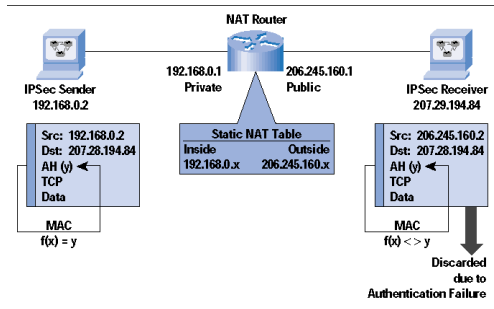 NAT Router
192.168.0.1
Private
206.245.160.1
Public
IPSec Sender
192.168.0.2
IPSec Receiver
207.29.194.84
Src: 192.168.0.2
Dst: 207.28.194.84
AH (y)
TCP
Data
MAC
f(x) = y
Static NAT Table
Inside Outside
192.168.0.x 206.245.160.x
Src: 206.245.160.2
Dst: 207.28.194.84
AH (y)
TCP
Data
MAC
f(x) < > y
Discarded
due to
Authentication Failure